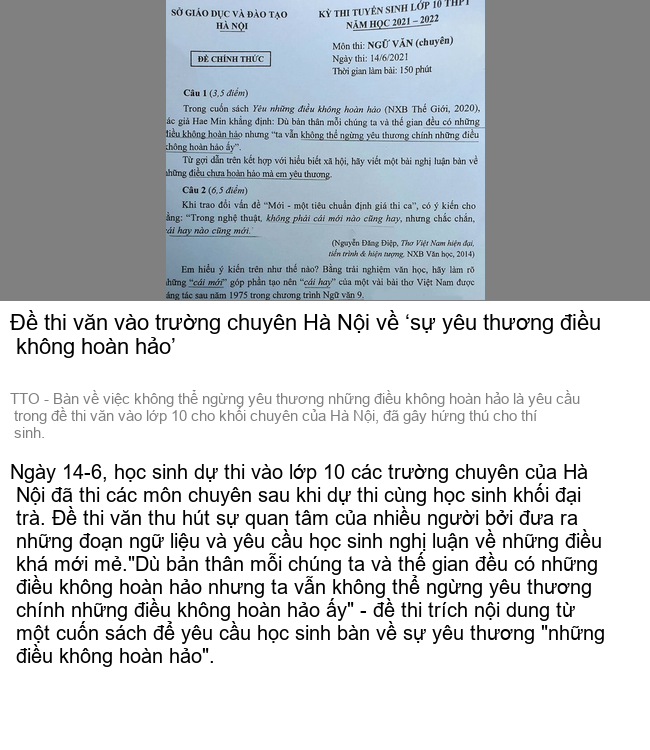 SỞ GIÁO DỤC VÀ ĐÀO TẠO
HÀ NỘI
KỲ THI TUYỂN SINH LỚP 10 THPT
NĂM HỌC 2021 – 2022
ĐỀ CHÍNH THỨC
Môn thi: NGỮ VĂN (chuyên)
Ngày thi: 14/6/2021
Thời gian làm bài: 150 phút
Câu 1 (3,5 điểm)
Trong cuốn sách Yêu những điều không hoàn hảo (NXB Thế Giới, 2020),
ác giả Hae Min khẳng định: Dù bản thân mỗi chúng ta và thế gian đều có những
điều không hoàn hảo nhưng “ta vẫn không thể ngừng yêu thương chính những điều
không hoàn hảo ấy”.
Từ gợi dẫn trên kết hợp với hiểu biết xã hội, hãy viết một bài nghị luận bàn về
những điều chưa hoàn hảo mà em yêu thương.
Câu 2 (6,5 điểm)
Khi trao đổi vấn đề “Mới - một tiêu chuẩn định giá thi ca”, có ý kiến cho
ằng: “Trong nghệ thuật, không phải cái mới nào cũng hay, nhưng chắc chắn,
cái hay nào cũng mới.”
(Nguyễn Đăng Điệp, Thơ Việt Nam hiện đại,
tiến trình & hiện tượng, NXB Văn học, 2014)
Em hiểu ý kiến trên như thế nào? Bằng trải nghiệm văn học, hãy làm rõ
những “cái mới” góp phần tạo nên “cái hay” của một vài bài thơ Việt Nam được
áng tác sau năm 1975 trong chương trình Ngữ văn 9.
Đề thi văn vào trường chuyên Hà Nội về ‘sự yêu thương điều
không hoàn hảo’
TTO - Bàn về việc không thể ngừng yêu thương những điều không hoàn hảo là yêu cầu
trong đề thi văn vào lớp 10 cho khối chuyên của Hà Nội, đã gây hứng thú cho thí
sinh.
Ngày 14-6, học sinh dự thi vào lớp 10 các trường chuyên của Hà
Nội đã thi các môn chuyên sau khi dự thi cùng học sinh khối đại
trà. Đề thi văn thu hút sự quan tâm của nhiều người bởi đưa ra
những đoạn ngữ liệu và yêu cầu học sinh nghị luận về những điều
khá mới mẻ."Dù bản thân mỗi chúng ta và thế gian đều có những
điều không hoàn hảo nhưng ta vẫn không thể ngừng yêu thương
chính những điều không hoàn hảo ấy" - đề thi trích nội dung từ
một cuốn sách để yêu cầu học sinh bàn về sự yêu thương "những
điều không hoàn hảo".